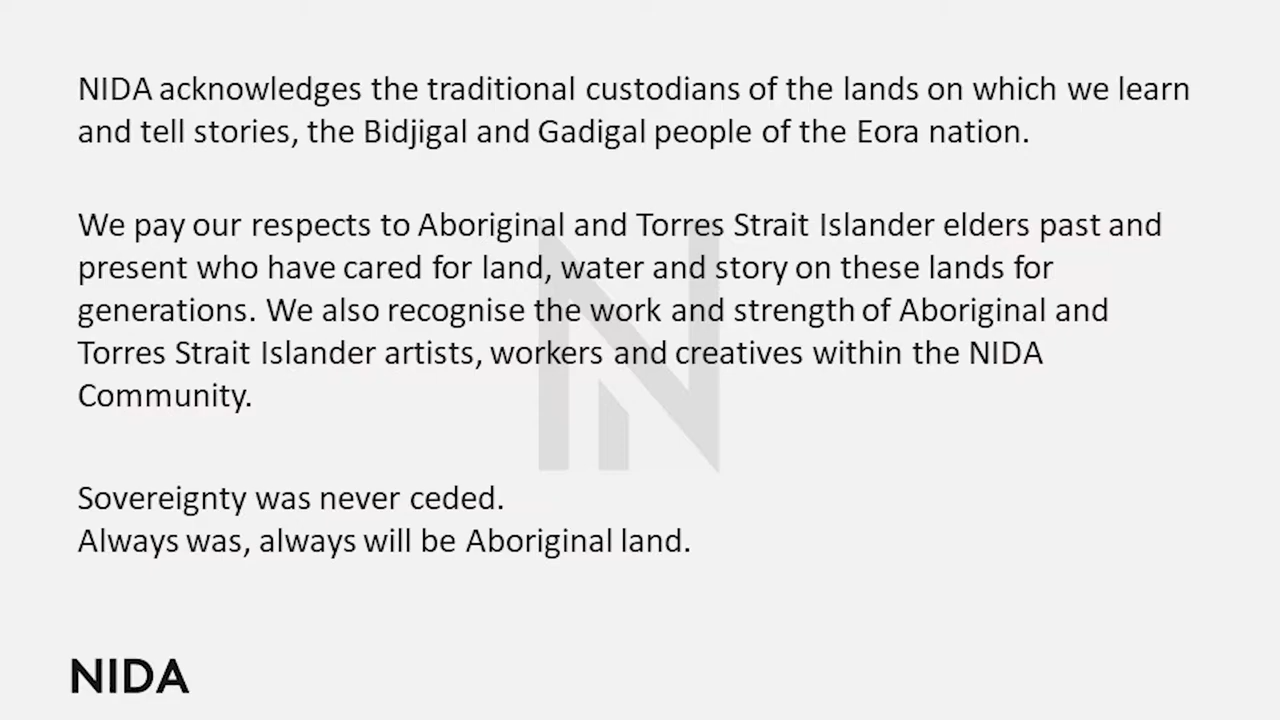 NIDA acknowledges the traditional custodians of the lands on which we learn
and tell stories, the Bidjigal and Gadigal people of the Eora nation.
We pay our respects to Aboriginal and Torres Strait Islander elders past and
present who have cared for land, water and story on these lands for
generations. We also recognise the work and strength of Aboriginal and
Torres Strait Islander artists, workers and creatives within the NIDA
Community.
Sovereignty was never ceded.
Always was, always will be Aboriginal land.
NIDA